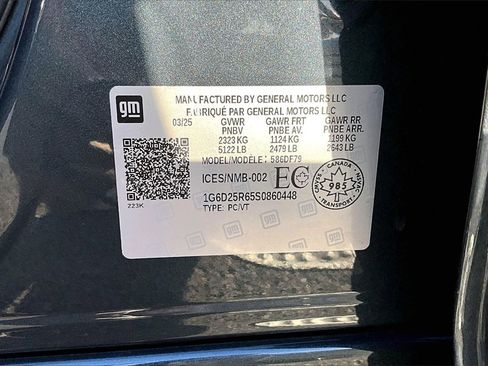 gm
MANUFACTURED BY GENERAL MOTORS LLC
FABRIQUÉ PAR GENERAL MOTORS LLC
03/25 GVWR GAWR FRT GAWR RR
PNBV PNBE AV. PNBE ARR.
2323 KG 1124 KG 1199 KG
5122 LB 2479 LB 2643 LB
MODEL/MODÈLE: 586DF79
ICES/NMB-002 EC
CANADA
CMVSS 985 NSVAC
TRANSPORT
1G6D25R65S0860448
TYPE: PC/VT
223K